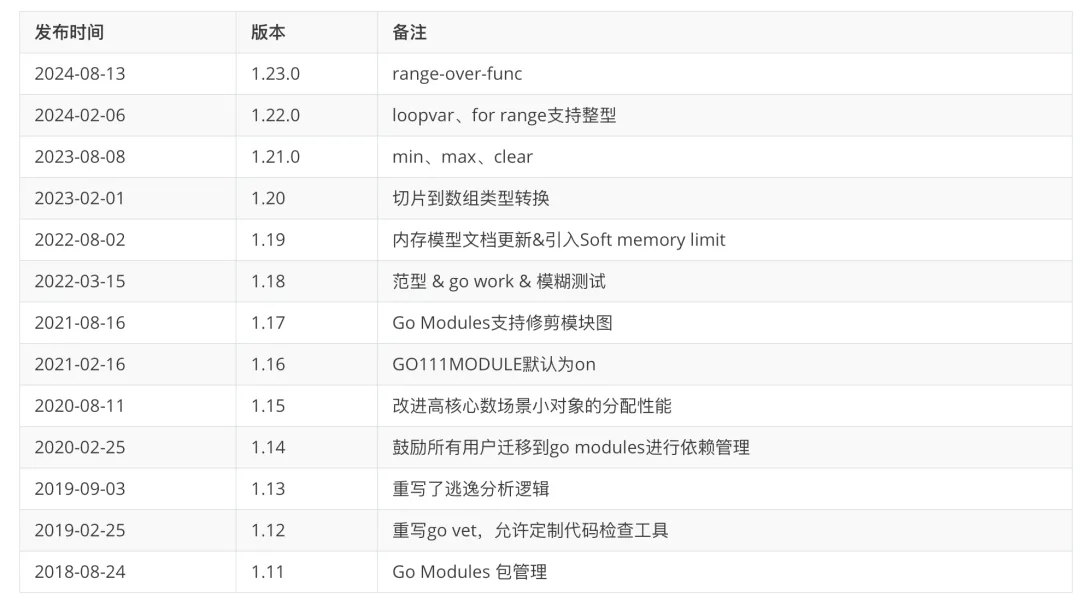 发布时间 版本 备注
2024-08-13 1.23.0 range-over-func
2024-02-06 1.22.0 loopvar、for range支持整型
2023-08-08 1.21.0 min、max、clear
2023-02-01 1.20 切片到数组类型转换
2022-08-02 1.19 内存模型文档更新&引入Soft memory limit
2022-03-15 1.18 范型 & go work & 模糊测试
2021-08-16 1.17 Go Modules支持修剪模块图
2021-02-16 1.16 GO111MODULE默认为on
2020-08-11 1.15 改进高核心数场景小对象的分配性能
2020-02-25 1.14 鼓励所有用户迁移到go modules进行依赖管理
2019-09-03 1.13 重写了逃逸分析逻辑
2019-02-25 1.12 重写go vet，允许定制代码检查工具
2018-08-24 1.11 Go Modules 包管理